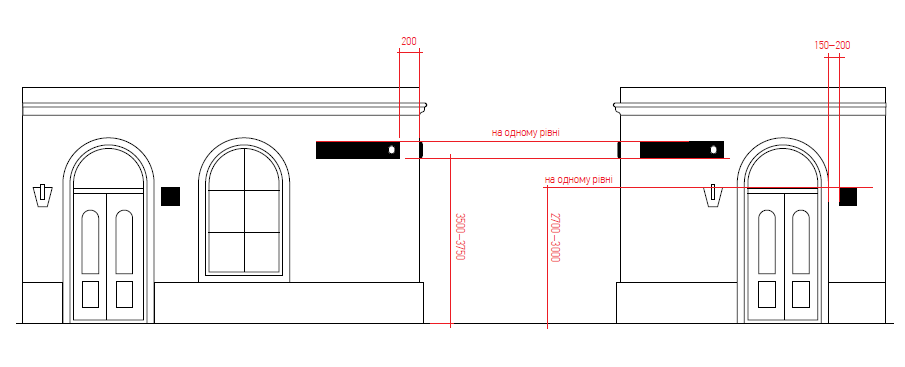 200
150–200
на одному рівні
на одному рівні
3500–3750
2700–3000